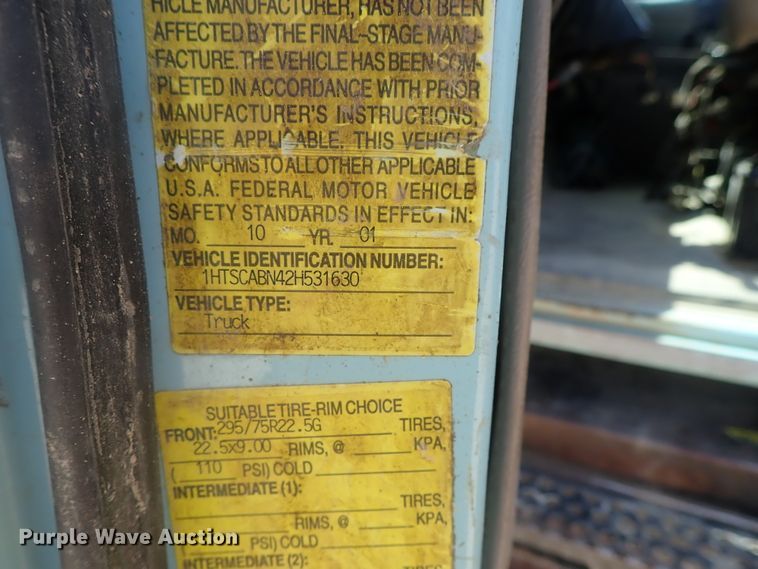 HICLE MANUFACTURER, HAS NOT BEEN
AFFECTED BY THE FINAL-STAGE MANU-
FACTURE. THE VEHICLE HAS BEEN COM-
PLETED IN ACCORDANCE WITH PRIOR
MANUFACTURER'S INSTRUCTIONS,
WHERE APPLICABLE. THIS VEHICLE
CONFORMS TO ALL OTHER APPLICABLE
U.S.A. FEDERAL MOTOR VEHICLE
SAFETY STANDARDS IN EFFECT IN:
MO. 10 YR. 01
VEHICLE IDENTIFICATION NUMBER:
1HTSCABN42H531630
VEHICLE TYPE:
Truck
SUITABLE TIRE-RIM CHOICE
FRONT: 295/75R22.5G TIRES,
22.5x9.00 RIMS, @ KPA,
( 110 PSI) COLD
INTERMEDIATE (1):
TIRES,
RIMS, @ KPA,
PSI) COLD
INTERMEDIATE (2):
TIRES
Purple Wave Auction